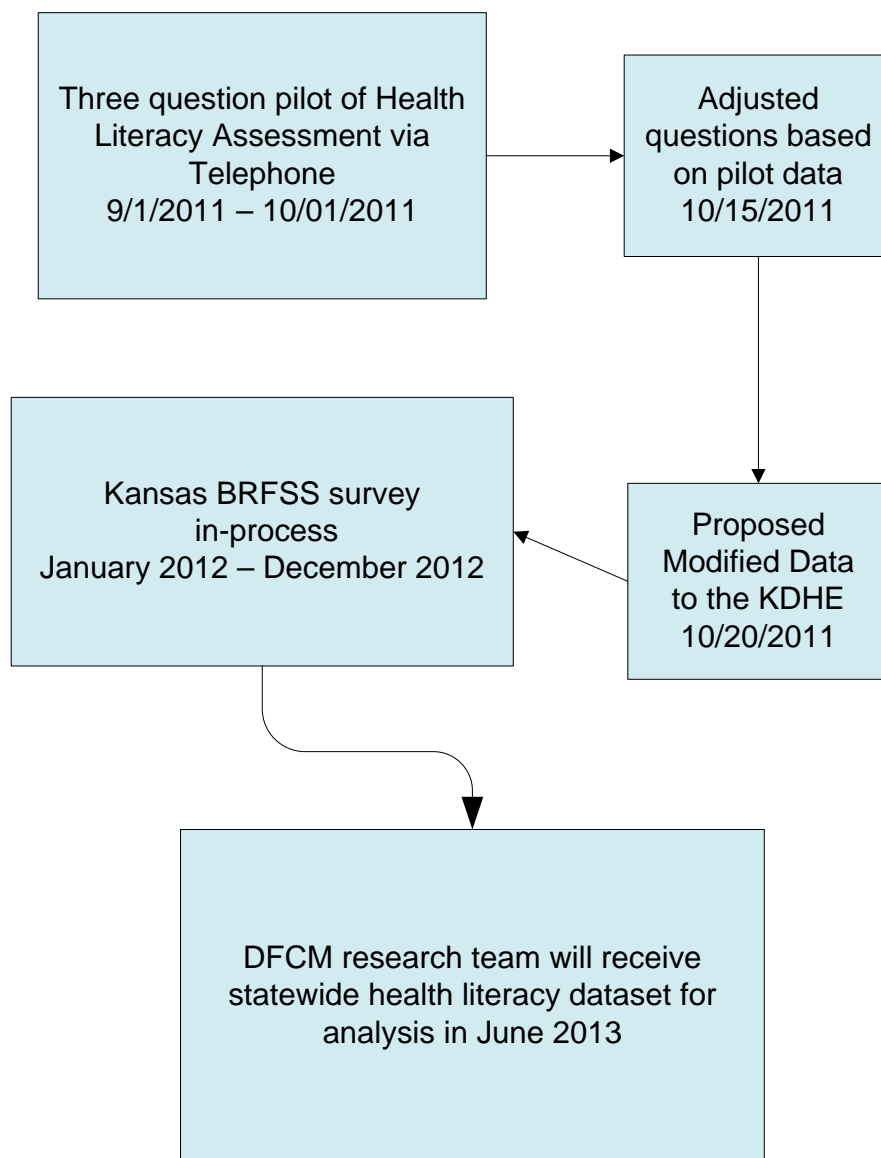 Three question pilot of Health
Literacy Assessment via
Telephone
9/1/2011 – 10/01/2011
Adjusted
questions based
on pilot data
10/15/2011
Proposed
Modified Data
to the KDHE
10/20/2011
Kansas BRFSS survey
in-process
January 2012 – December 2012
DFCM research team will receive
statewide health literacy dataset for
analysis in June 2013